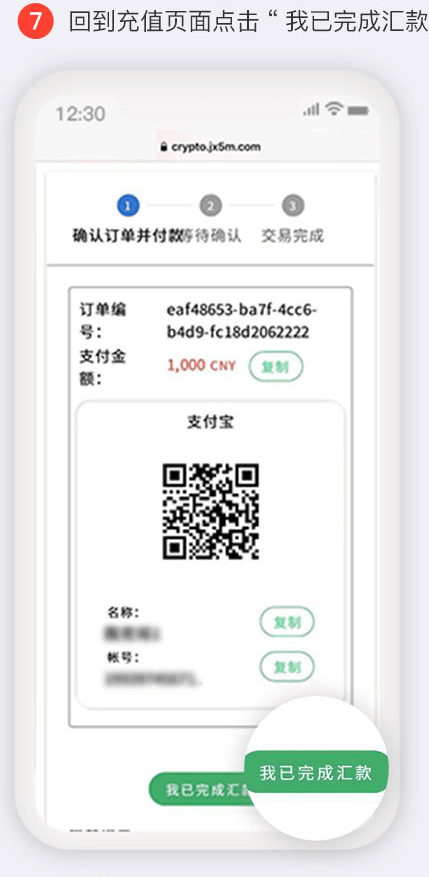 7 回到充值页面点击 “ 我已完成汇款
12:30
crypto.jx5m.com
1 2 3
确认订单并付款 等待确认 交易完成
订单编 eaf48653-ba7f-4cc6-
号： b4d9-fc18d2062222
支付金 1,000 CNY 复制
额：
支付宝
名称：
复制
帐号：
复制
我已完成汇 我已完成汇款